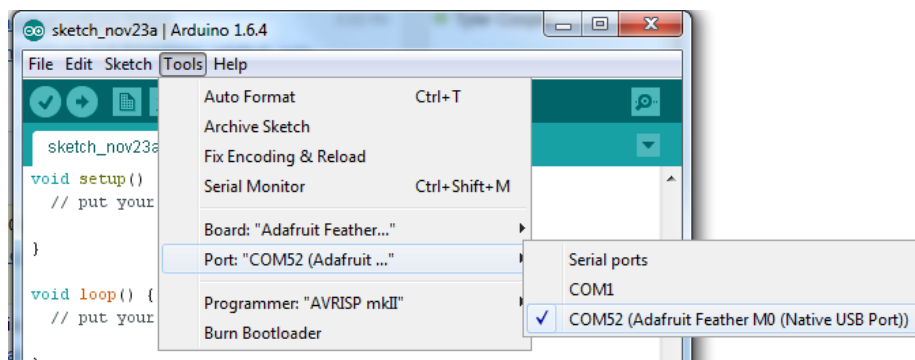 sketch_nov23a | Arduino 1.6.4
File Edit Sketch Tools Help
Auto Format Ctrl+T
Archive Sketch
sketch_nov23a
Fix Encoding & Reload
void setup()
Serial Monitor Ctrl+Shift+M
// put your
Board: "Adafruit Feather..."
}
Port: "COM52 (Adafruit ..."
Serial ports
COM1
void loop() {
Programmer: "AVRISP mkII"
// put your
COM52 (Adafruit Feather M0 (Native USB Port))
Burn Bootloader